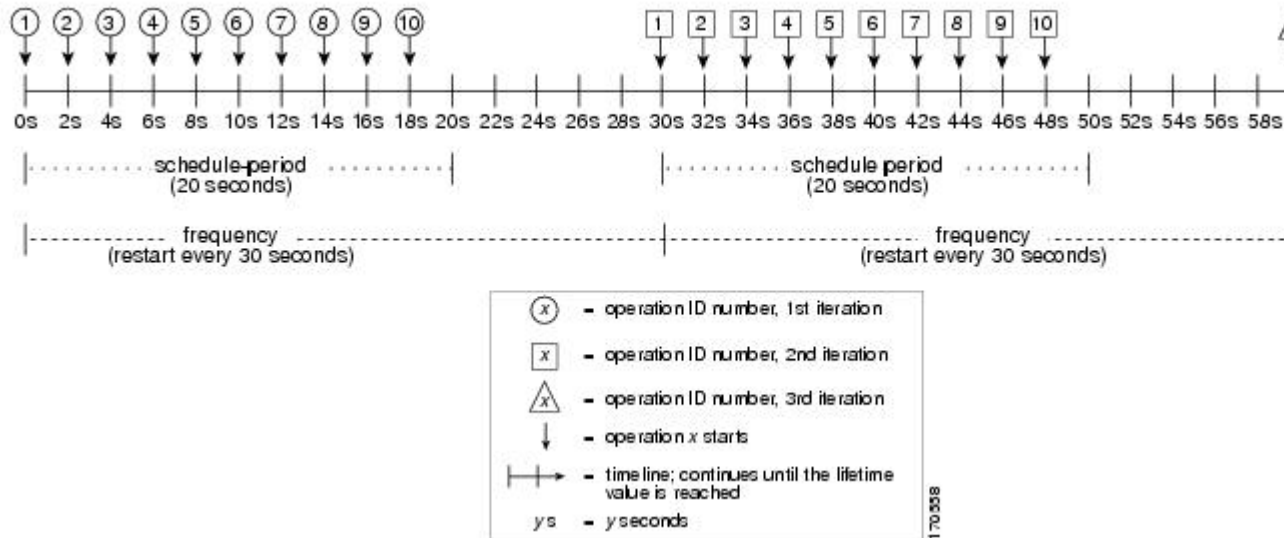 1 2 3 4 5 6 7 8 9 10 1 2 3 4 5 6 7 8 9 10
0s 2s 4s 6s 8s 10s 12s 14s 16s 18s 20s 22s 24s 26s 28s 30s 32s 34s 36s 38s 40s 42s 44s 46s 48s 50s 52s 54s 56s 58s
schedule-period
(20 seconds)
schedule period
(20 seconds)
frequency
(restart every 30 seconds)
frequency
(restart every 30 seconds)
x = operation ID number, 1st iteration
x = operation ID number, 2nd iteration
x = operation ID number, 3rd iteration
= operation x starts
= timeline; continues until the lifetime
value is reached
y s = y seconds
170558